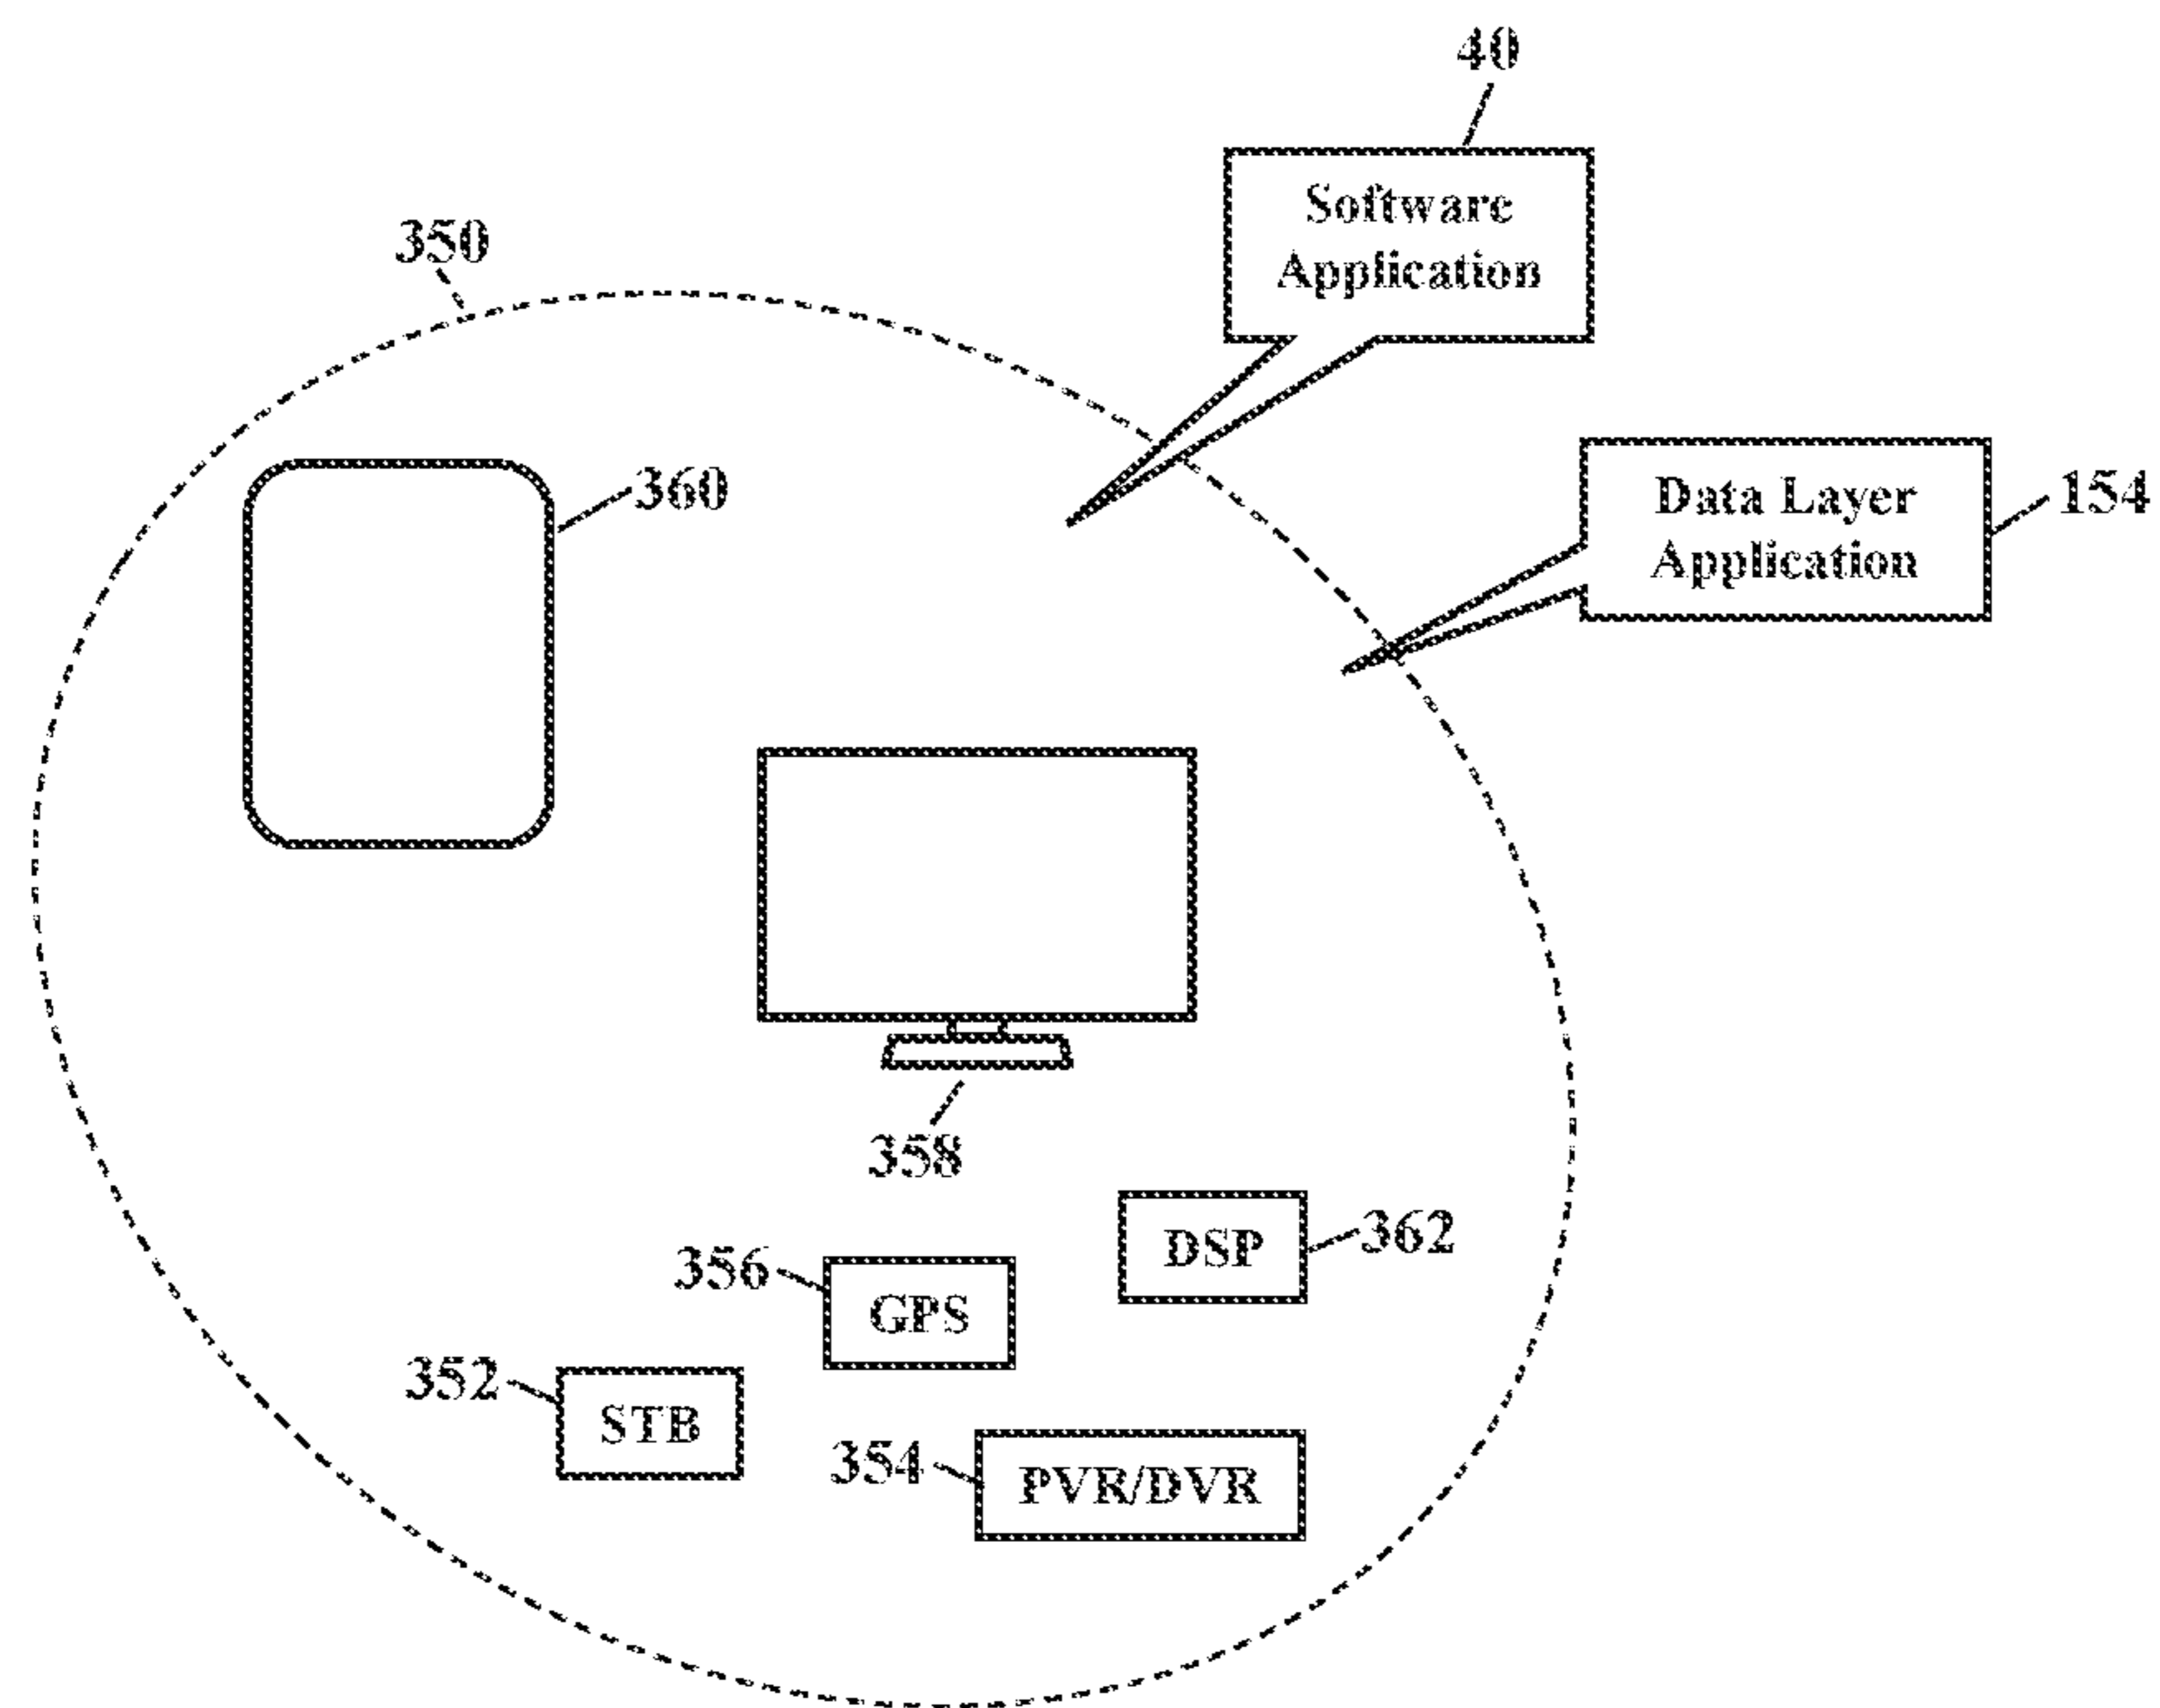 40
Software
Application
350
360
Data Layer
Application
154
358
DSP
362
356
GPS
352
STB
354
PVR/DVR